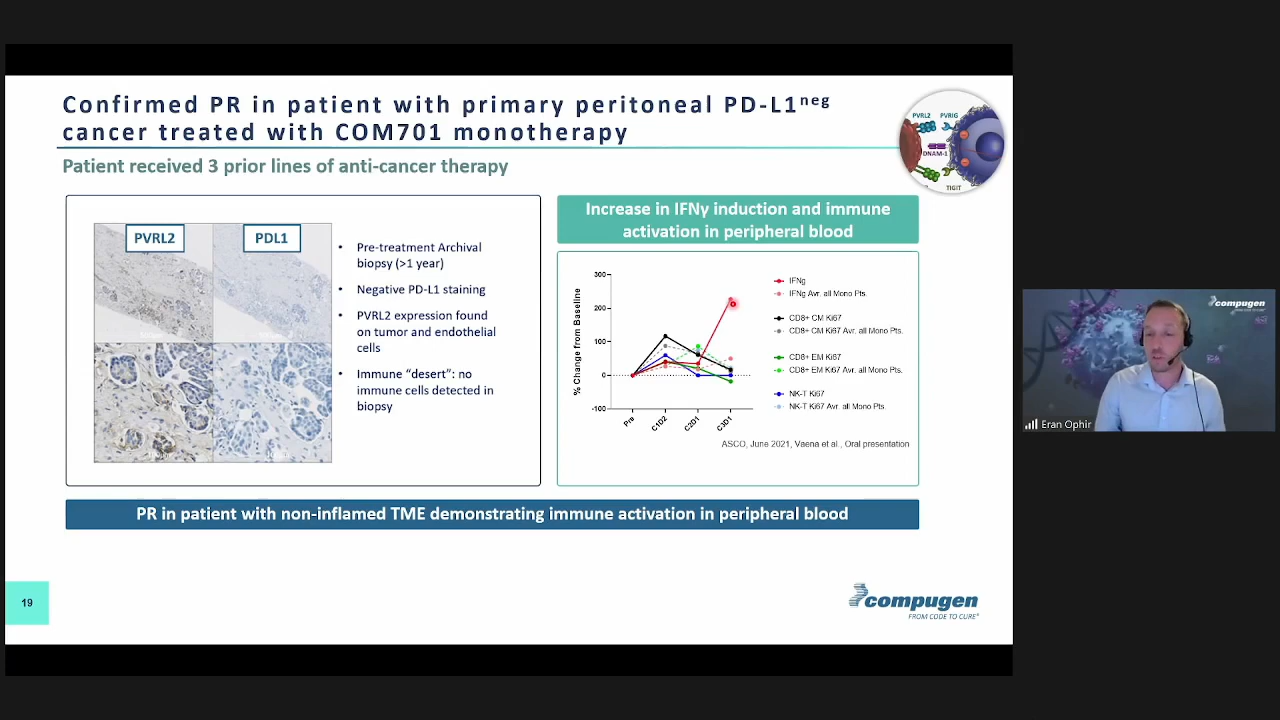 Confirmed PR in patient with primary peritoneal PD-L1neg
cancer treated with COM701 monotherapy
Patient received 3 prior lines of anti-cancer therapy
PVRL2
PVRIG
DNAM-1
TIGIT
PVRL2
PDL1
• Pre-treatment Archival
biopsy (>1 year)
• Negative PD-L1 staining
• PVRL2 expression found
on tumor and endothelial
cells
• Immune "desert": no
immune cells detected in
biopsy
Increase in IFNγ induction and immune
activation in peripheral blood
% Change from Baseline
300
200
100
0
-100
Pre
C1D2
C2D1
C3D1
IFNg
IFNg Avr. all Mono Pts.
CD8+ CM Ki67
CD8+ CM Ki67 Avr. all Mono Pts.
CD8+ EM Ki67
CD8+ EM Ki67 Avr. all Mono Pts.
NK-T Ki67
NK-T Ki67 Avr. all Mono Pts.
ASCO, June 2021, Vaena et al., Oral presentation
PR in patient with non-inflamed TME demonstrating immune activation in peripheral blood
19
compugen
FROM CODE TO CURE®
compugen
Eran Ophir